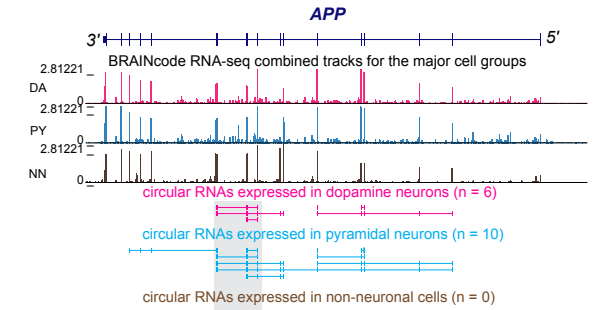 APP
3' 5'
BRAINcode RNA-seq combined tracks for the major cell groups
2.81221
DA
0
2.81221
PY
0
2.81221
NN
0
circular RNAs expressed in dopamine neurons (n = 6)
circular RNAs expressed in pyramidal neurons (n = 10)
circular RNAs expressed in non-neuronal cells (n = 0)